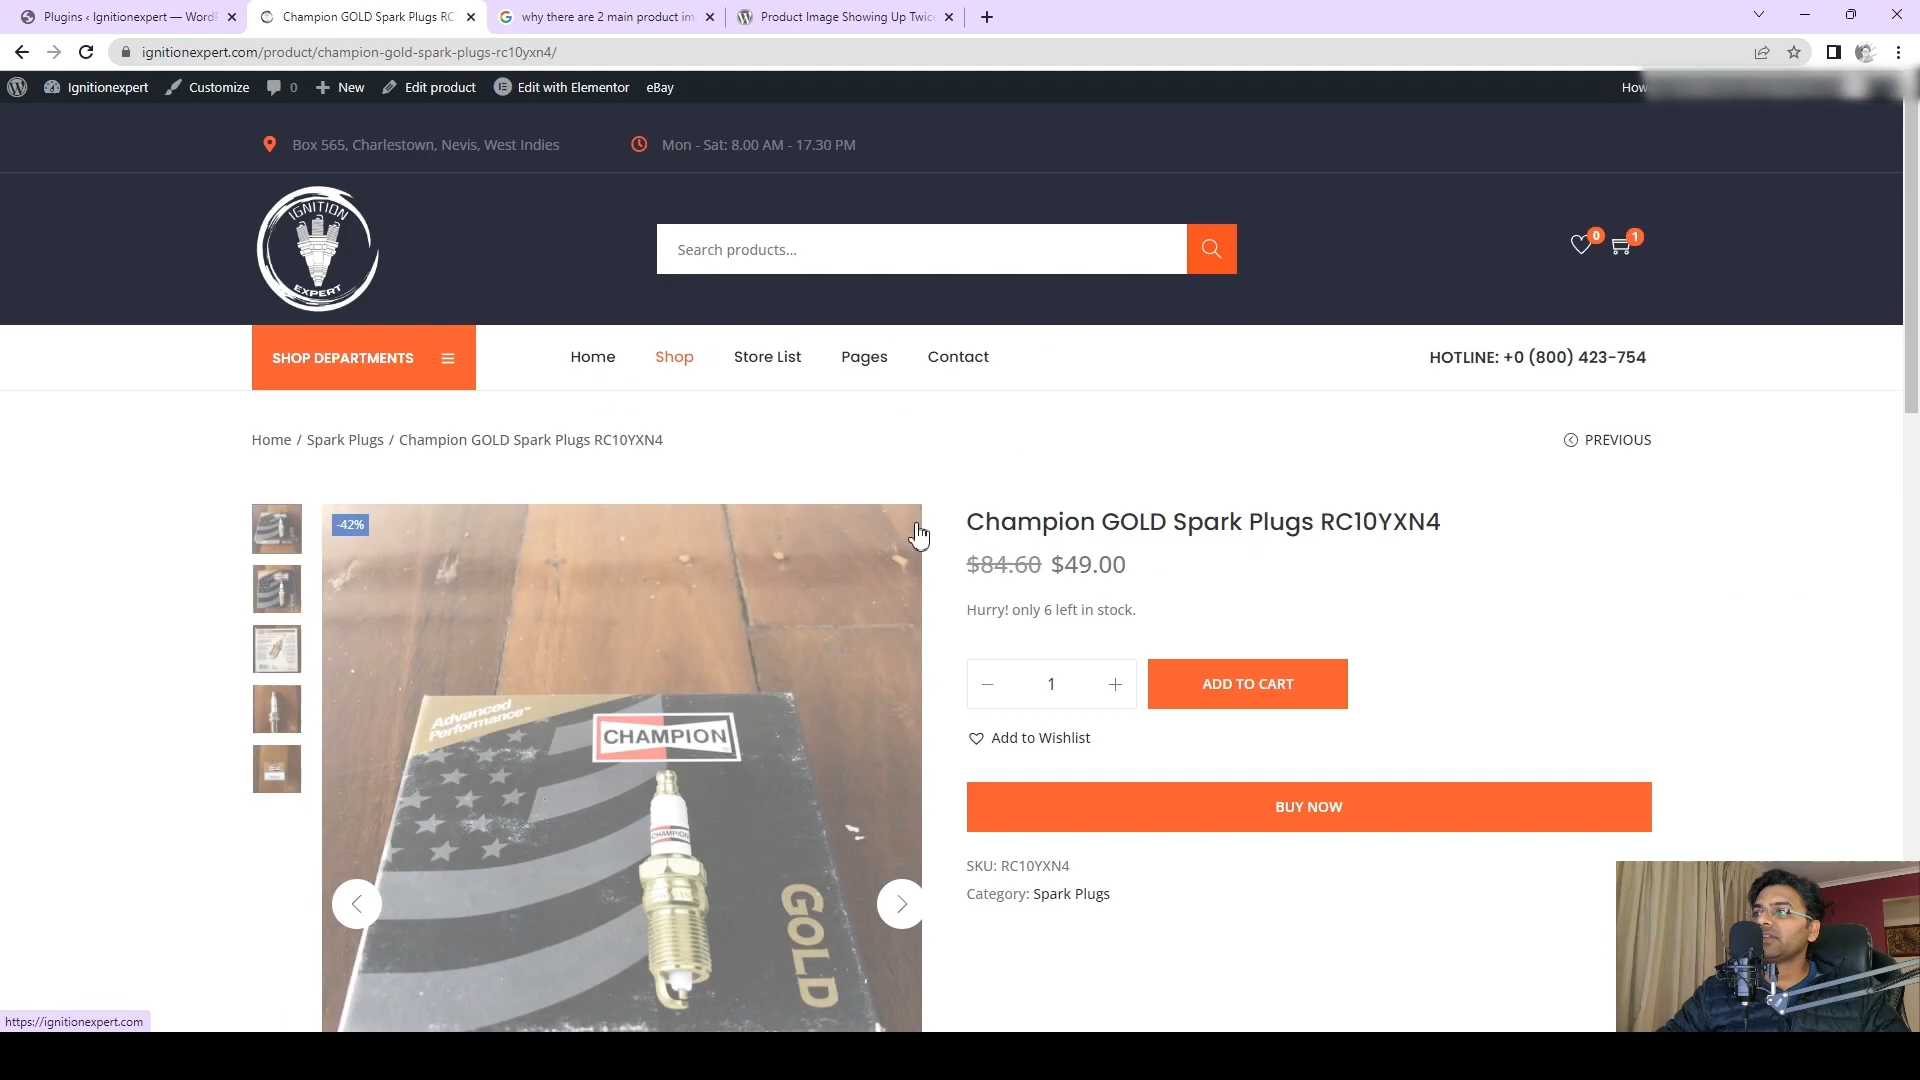 Plugins ‹ Ignitionexpert — Word
Champion GOLD Spark Plugs RC
why there are 2 main product im
Product Image Showing Up Twice
ignitionexpert.com/product/champion-gold-spark-plugs-rc10yxn4/
Ignitionexpert
Customize
0
New
Edit product
Edit with Elementor
eBay
How
Box 565, Charlestown, Nevis, West Indies
Mon - Sat: 8.00 AM - 17.30 PM
IGNITION
EXPERT
Search products...
0
1
SHOP DEPARTMENTS
Home
Shop
Store List
Pages
Contact
HOTLINE: +0 (800) 423-754
Home / Spark Plugs / Champion GOLD Spark Plugs RC10YXN4
PREVIOUS
-42%
Advanced
Performance™
CHAMPION
CHAMPION
GOLD
Champion GOLD Spark Plugs RC10YXN4
$84.60 $49.00
Hurry! only 6 left in stock.
1
ADD TO CART
Add to Wishlist
BUY NOW
SKU: RC10YXN4
Category: Spark Plugs
https://ignitionexpert.com